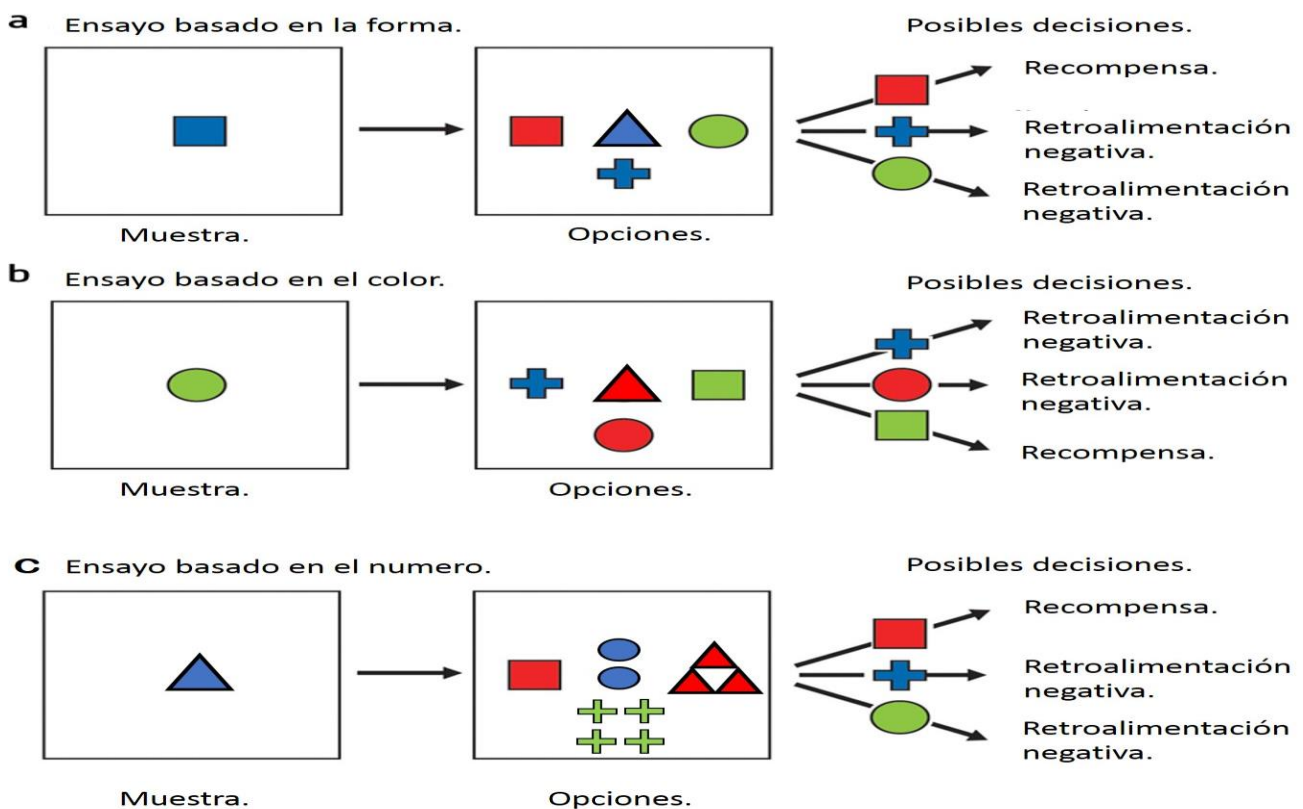 a Ensayo basado en la forma.
Posibles decisiones.
Recompensa.
Retroalimentación
negativa.
Retroalimentación
negativa.
Muestra.
Opciones.
b Ensayo basado en el color.
Posibles decisiones.
Retroalimentación
negativa.
Retroalimentación
negativa.
Recompensa.
Muestra.
Opciones.
c Ensayo basado en el numero.
Posibles decisiones.
Recompensa.
Retroalimentación
negativa.
Retroalimentación
negativa.
Muestra.
Opciones.